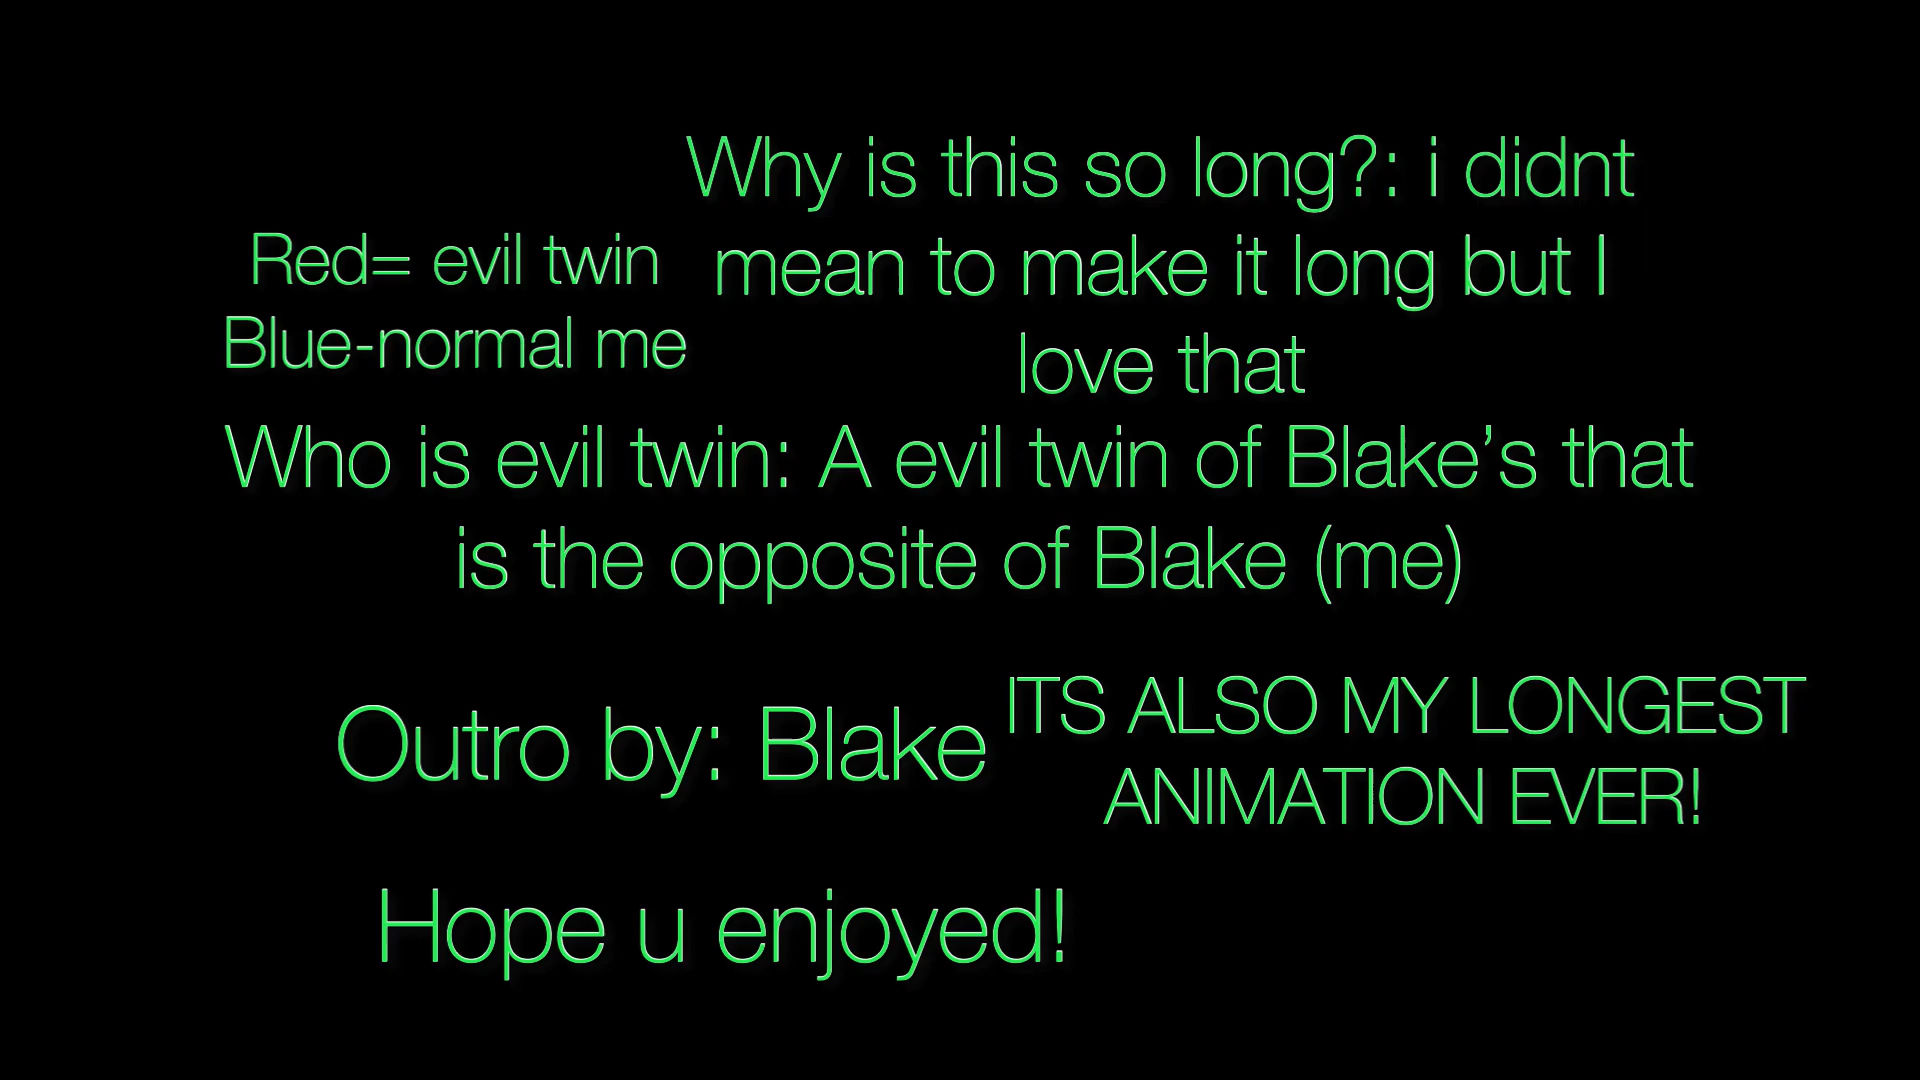 Why is this so long?: i didnt
mean to make it long but I
love that
Red= evil twin
Blue-normal me
Who is evil twin: A evil twin of Blake’s that
is the opposite of Blake (me)
Outro by: Blake
ITS ALSO MY LONGEST
ANIMATION EVER!
Hope u enjoyed!